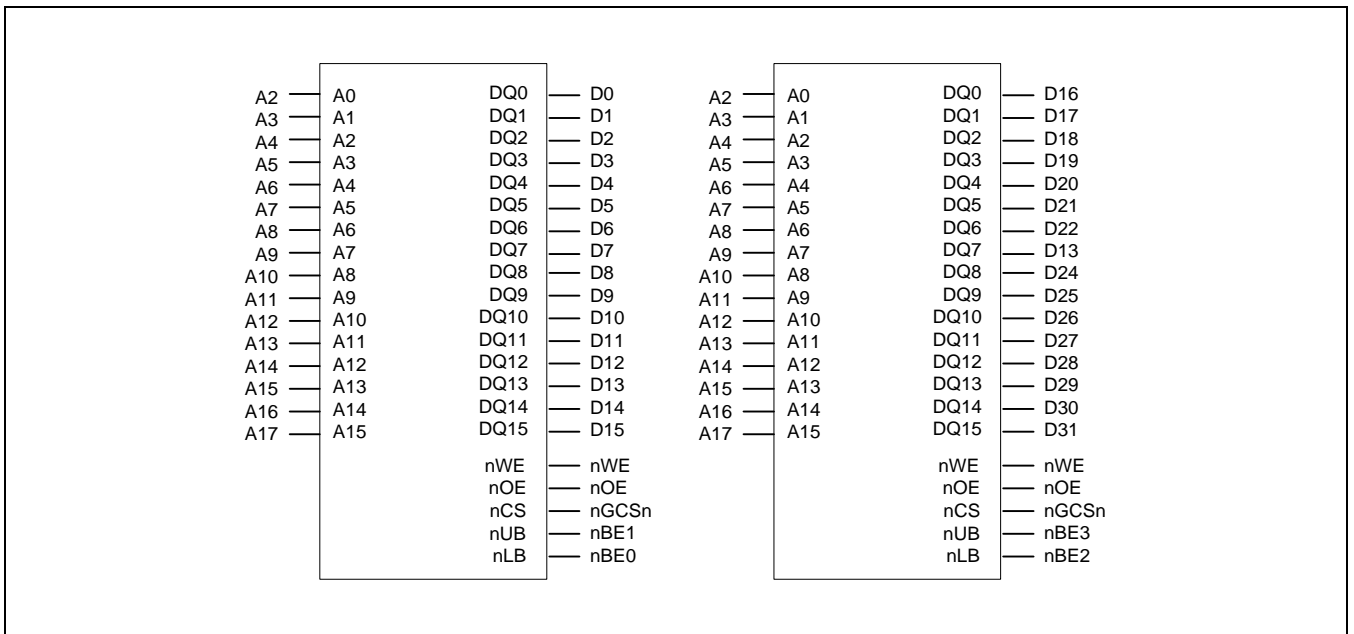 A2 A0 DQ0 D0 A2 A0 DQ0 D16
A3 A1 DQ1 D1 A3 A1 DQ1 D17
A4 A2 DQ2 D2 A4 A2 DQ2 D18
A5 A3 DQ3 D3 A5 A3 DQ3 D19
A6 A4 DQ4 D4 A6 A4 DQ4 D20
A7 A5 DQ5 D5 A7 A5 DQ5 D21
A8 A6 DQ6 D6 A8 A6 DQ6 D22
A9 A7 DQ7 D7 A9 A7 DQ7 D13
A10 A8 DQ8 D8 A10 A8 DQ8 D24
A11 A9 DQ9 D9 A11 A9 DQ9 D25
A12 A10 DQ10 D10 A12 A10 DQ10 D26
A13 A11 DQ11 D11 A13 A11 DQ11 D27
A14 A12 DQ12 D12 A14 A12 DQ12 D28
A15 A13 DQ13 D13 A15 A13 DQ13 D29
A16 A14 DQ14 D14 A16 A14 DQ14 D30
A17 A15 DQ15 D15 A17 A15 DQ15 D31
nWE nWE nWE nWE
nOE nOE nOE nOE
nCS nGCSn nCS nGCSn
nUB nBE1 nUB nBE3
nLB nBE0 nLB nBE2